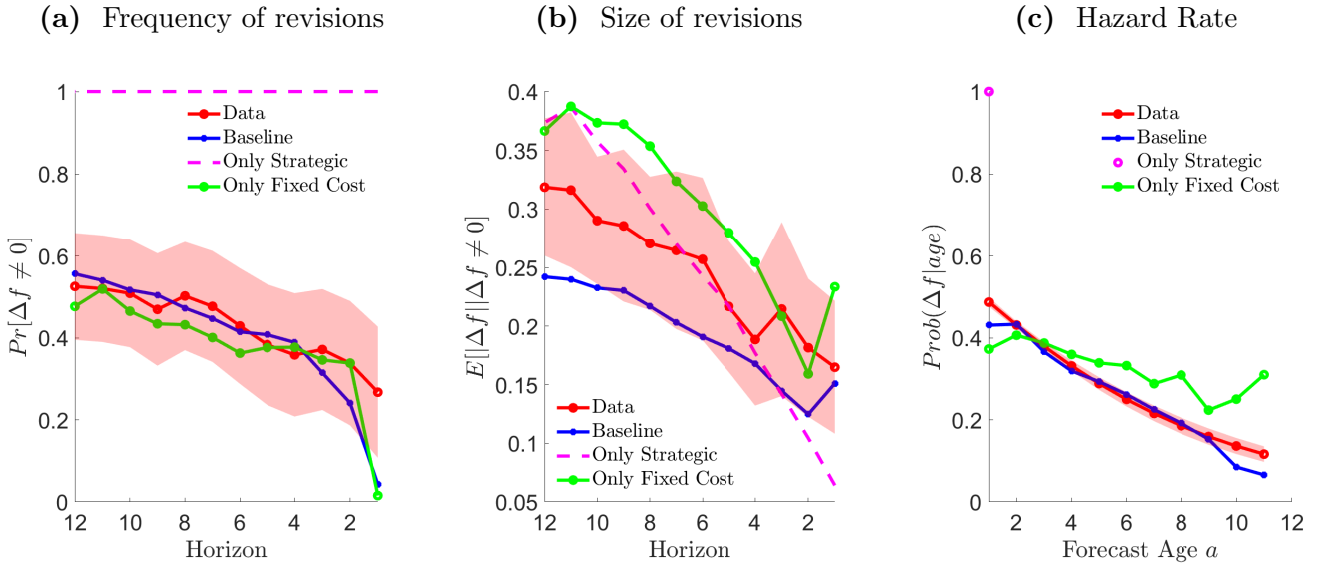 (a) Frequency of revisions
Pr[Δf ≠ 0]
1
0.8
0.6
0.4
0.2
0
12 10 8 6 4 2
Horizon
Data
Baseline
Only Strategic
Only Fixed Cost
(b) Size of revisions
E[|Δf||Δf ≠ 0]
0.4
0.35
0.3
0.25
0.2
0.15
0.1
0.05
12 10 8 6 4 2
Horizon
Data
Baseline
Only Strategic
Only Fixed Cost
(c) Hazard Rate
Prob(Δf|age)
1
0.8
0.6
0.4
0.2
0
2 4 6 8 10 12
Forecast Age a
Data
Baseline
Only Strategic
Only Fixed Cost